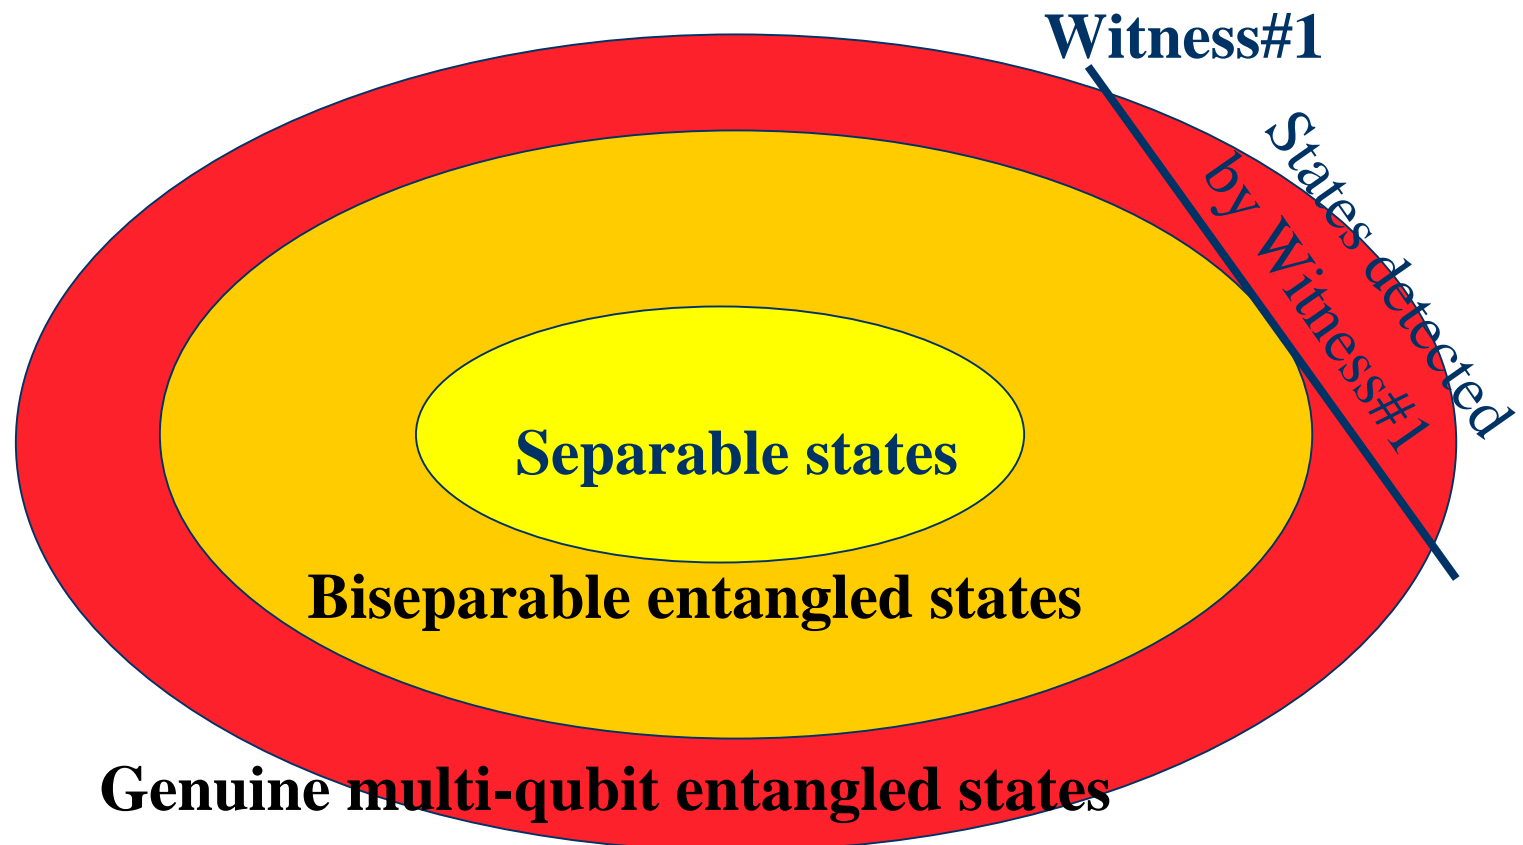 Witness#1
States detected
by Witness#1
Separable states
Biseparable entangled states
Genuine multi-qubit entangled states